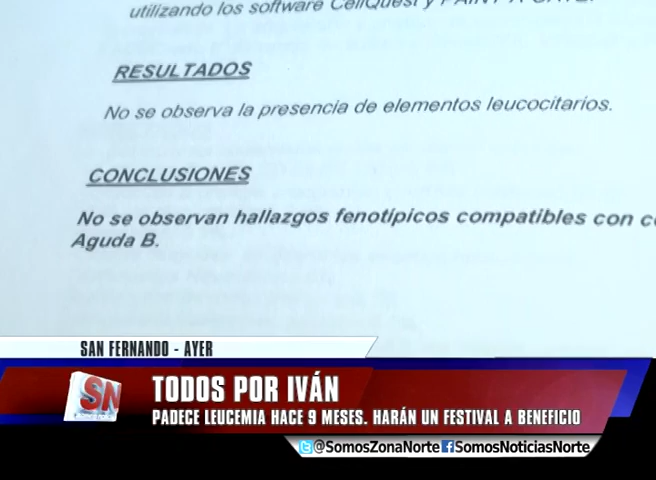 utilizando los software CellQuest y PAINT-A-GATE.
RESULTADOS
No se observa la presencia de elementos leucocitarios.
CONCLUSIONES
No se observan hallazgos fenotípicos compatibles con
Aguda B.
SAN FERNANDO - AYER
SN
TODOS POR IVÁN
PADECE LEUCEMIA HACE 9 MESES. HARÁN UN FESTIVAL A BENEFICIO
@SomosZonaNorte SomosNoticiasNorte